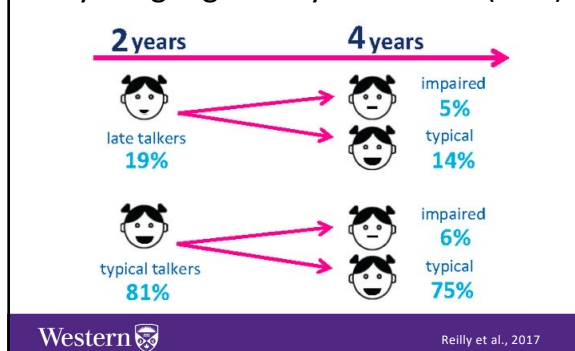 2 years 4 years
impaired
5%
late talkers
19%
typical
14%
impaired
6%
typical talkers
81%
typical
75%
Western
Reilly et al., 2017